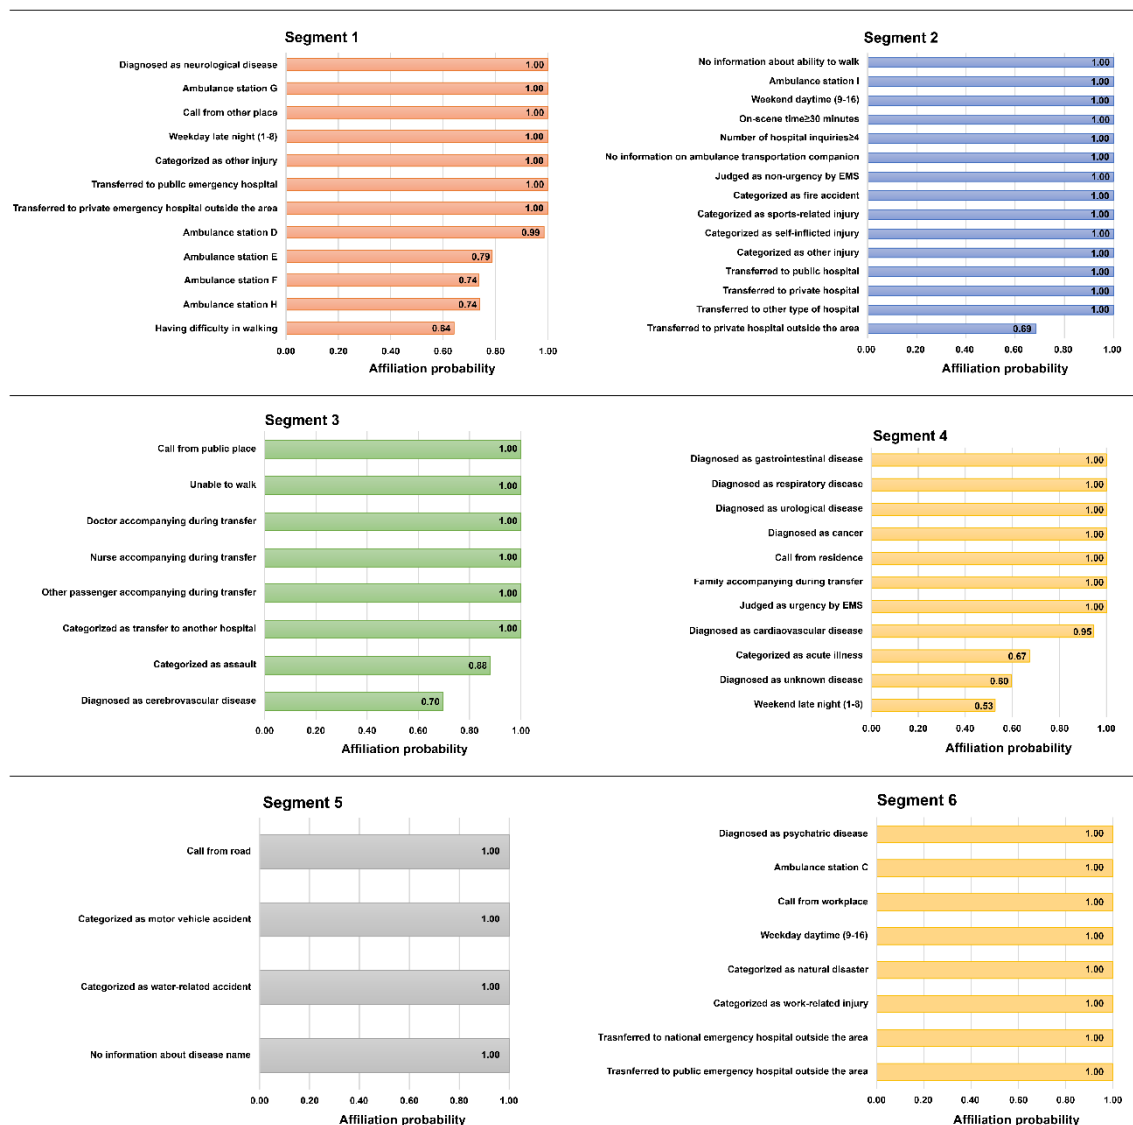 Segment 1
Diagnosed as neurological disease 1.00
Ambulance station G 1.00
Call from other place 1.00
Weekday late night (1-8) 1.00
Categorized as other injury 1.00
Transferred to public emergency hospital 1.00
Transferred to private emergency hospital outside the area 1.00
Ambulance station D 0.99
Ambulance station E 0.79
Ambulance station F 0.74
Ambulance station H 0.74
Having difficulty in walking 0.64
0.00 0.20 0.40 0.60 0.80 1.00
Affiliation probability
Segment 2
No information about ability to walk 1.00
Ambulance station I 1.00
Weekend daytime (9-16) 1.00
On-scene time≥30 minutes 1.00
Number of hospital inquiries≥4 1.00
No information on ambulance transportation companion 1.00
Judged as non-urgency by EMS 1.00
Categorized as fire accident 1.00
Categorized as sports-related injury 1.00
Categorized as self-inflicted injury 1.00
Categorized as other injury 1.00
Transferred to public hospital 1.00
Transferred to private hospital 1.00
Transferred to other type of hospital 1.00
Transferred to private hospital outside the area 0.69
0.00 0.20 0.40 0.60 0.80 1.00
Affiliation probability
Segment 3
Call from public place 1.00
Unable to walk 1.00
Doctor accompanying during transfer 1.00
Nurse accompanying during transfer 1.00
Other passenger accompanying during transfer 1.00
Categorized as transfer to another hospital 1.00
Categorized as assault 0.88
Diagnosed as cerebrovascular disease 0.70
0.00 0.20 0.40 0.60 0.80 1.00
Affiliation probability
Segment 4
Diagnosed as gastrointestinal disease 1.00
Diagnosed as respiratory disease 1.00
Diagnosed as urological disease 1.00
Diagnosed as cancer 1.00
Call from residence 1.00
Family accompanying during transfer 1.00
Judged as urgency by EMS 1.00
Diagnosed as cardiaovascular disease 0.95
Categorized as acute illness 0.67
Diagnosed as unknown disease 0.60
Weekend late night (1-8) 0.53
0.00 0.20 0.40 0.60 0.80 1.00
Affiliation probability
Segment 5
Call from road 1.00
Categorized as motor vehicle accident 1.00
Categorized as water-related accident 1.00
No information about disease name 1.00
0.00 0.20 0.40 0.60 0.80 1.00
Affiliation probability
Segment 6
Diagnosed as psychatric disease 1.00
Ambulance station C 1.00
Call from workplace 1.00
Weekday daytime (9-16) 1.00
Categorized as natural disaster 1.00
Categorized as work-related injury 1.00
Trasnferred to national emergency hospital outside the area 1.00
Trasnferred to public emergency hospital outside the area 1.00
0.00 0.20 0.40 0.60 0.80 1.00
Affiliation probability